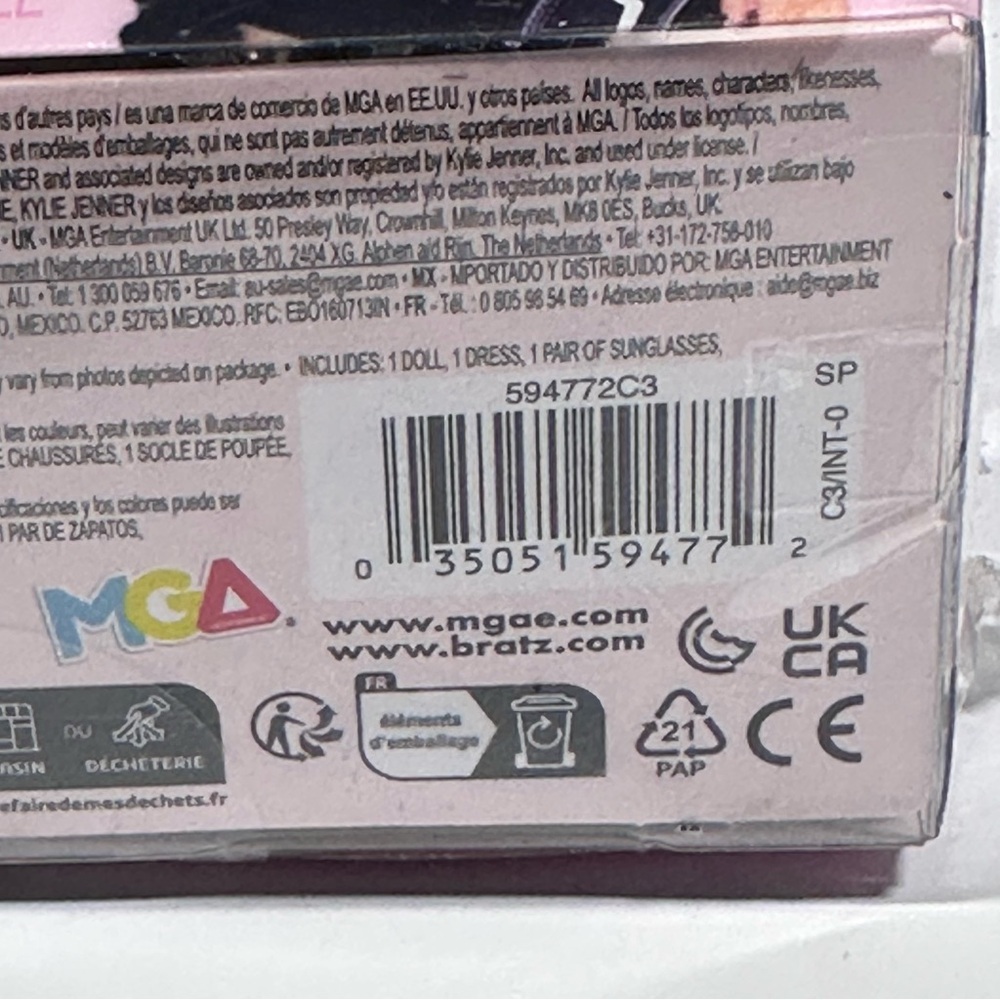 s d'autres pays / es una marca de comercio de MGA en EE.UU. y otros países. All logos, names, characters, likenesses,
s et modèles d'emballages, qui ne sont pas autrement détenus, appartiennent à MGA. / Todos los logotipos, nombres,
NER and associated designs are owned and/or registered by Kylie Jenner, Inc. and used under license. /
E, KYLIE JENNER y los diseños asociados son propiedad y/o están registrados por Kylie Jenner, Inc. y se utilizan bajo
• UK - MGA Entertainment UK Ltd. 50 Presley Way, Crownhill, Milton Keynes, MK8 0ES, Bucks, UK
ment (Netherlands) B.V. Baronie 68-70, 2404 XG. Alphen a/d Rijn, The Netherlands • Tel: +31-172-758-010
AU. • Tel: 1 300 059 676 • Email: au-sales@mgae.com • MX - IMPORTADO Y DISTRIBUIDO POR: MGA ENTERTAINMENT
O, MEXICO. C.P. 52763 MEXICO. RFC: EBO160713IN • FR - Tél. : 0 805 98 54 69 • Adresse électronique : aide@mgae.biz
vary from photos depicted on package. • INCLUDES: 1 DOLL, 1 DRESS, 1 PAIR OF SUNGLASSES,
les couleurs, peut varier des illustrations
E CHAUSSURES, 1 SOCLE DE POUPÉE,
cificaciones y los colores puede ser
1 PAR DE ZAPATOS,
594772C3
SP
C3/INT-0
0 35051 59477 2
MGA
www.mgae.com
www.bratz.com
UK
CA
FR
éléments
d'emballage
DU
ASIN
DÉCHÈTERIE
efairedemesdechets.fr
21
PAP
CE